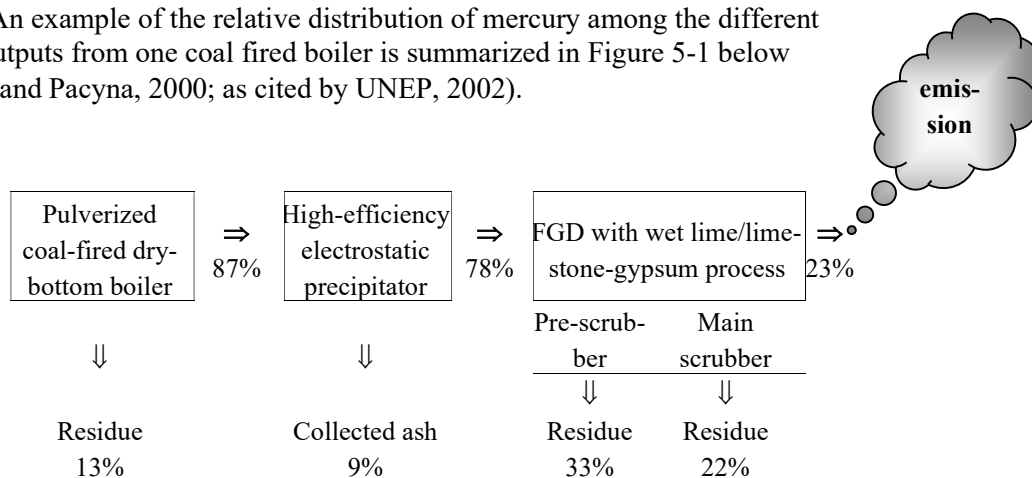 An example of the relative distribution of mercury among the different
utputs from one coal fired boiler is summarized in Figure 5-1 below
and Pacyna, 2000; as cited by UNEP, 2002).
emis-
sion
Pulverized
coal-fired dry-
bottom boiler
⇒
87%
High-efficiency
electrostatic
precipitator
⇒
78%
FGD with wet lime/lime-
stone-gypsum process
⇒
23%
Pre-scrub-
ber
Main
scrubber
⇓
Residue
13%
⇓
Collected ash
9%
⇓
Residue
33%
⇓
Residue
22%